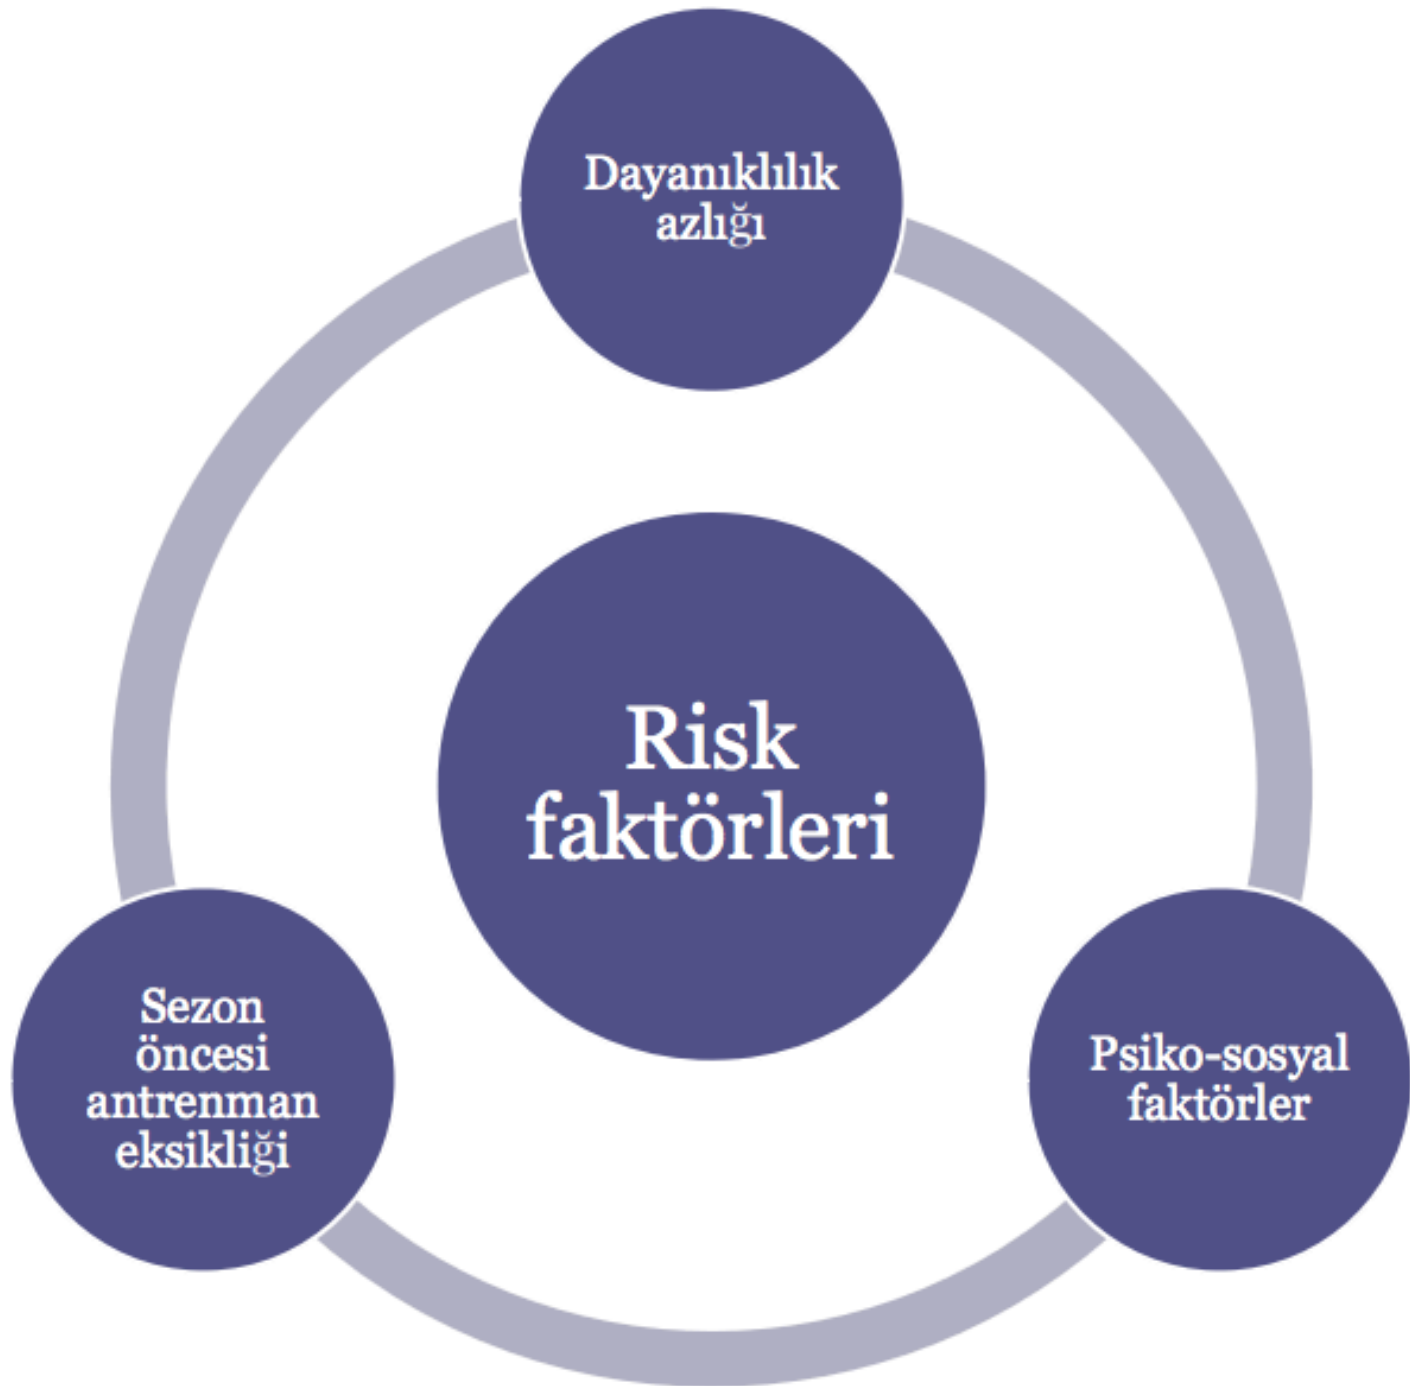 Dayanıklılık
azlığı
Risk
faktörleri
Sezon
öncesi
antrenman
eksikliği
Psiko-sosyal
faktörler